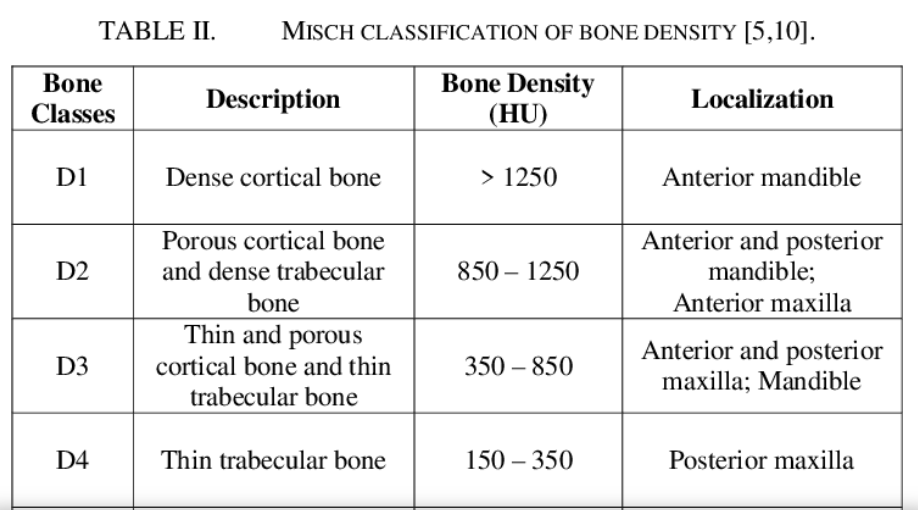 TABLE II. MISCH CLASSIFICATION OF BONE DENSITY [5,10].
Bone Classes
Description
Bone Density (HU)
Localization
D1
Dense cortical bone
> 1250
Anterior mandible
D2
Porous cortical bone
and dense trabecular
bone
850 – 1250
Anterior and posterior
mandible;
Anterior maxilla
D3
Thin and porous
cortical bone and thin
trabecular bone
350 – 850
Anterior and posterior
maxilla; Mandible
D4
Thin trabecular bone
150 – 350
Posterior maxilla